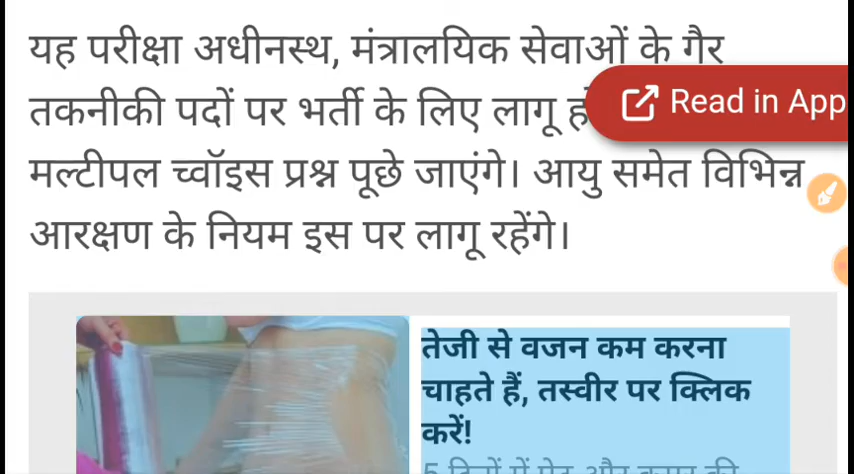 यह परीक्षा अधीनस्थ, मंत्रालयिक सेवाओं के गैर
तकनीकी पदों पर भर्ती के लिए लागू
Read in App
मल्टीपल च्वॉइस प्रश्न पूछे जाएंगे। आयु समेत विभिन्न
आरक्षण के नियम इस पर लागू रहेंगे।
तेजी से वजन कम करना
चाहते हैं, तस्वीर पर क्लिक
करें!